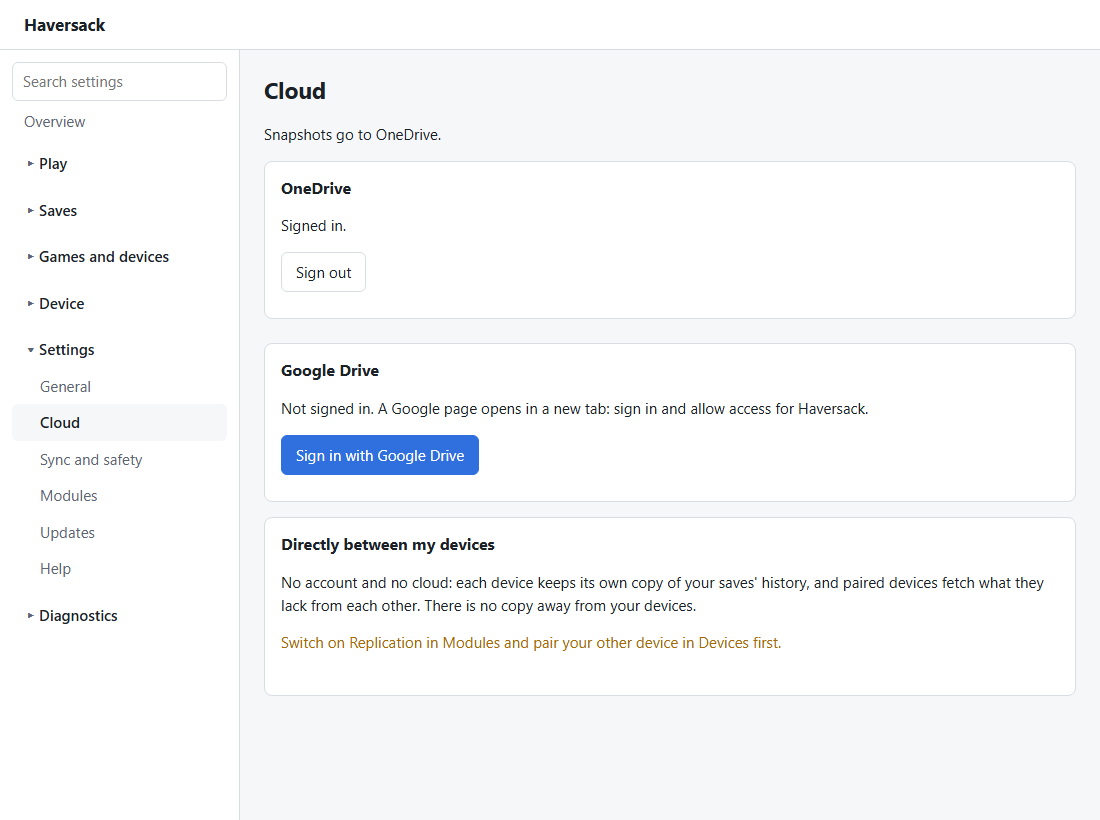 Haversack
Search settings
Overview
Play
Saves
Games and devices
Device
Settings
General
Cloud
Sync and safety
Modules
Updates
Help
Diagnostics
Cloud
Snapshots go to OneDrive.
OneDrive
Signed in.
Sign out
Google Drive
Not signed in. A Google page opens in a new tab: sign in and allow access for Haversack.
Sign in with Google Drive
Directly between my devices
No account and no cloud: each device keeps its own copy of your saves’ history, and paired devices fetch what they
lack from each other. There is no copy away from your devices.
Switch on Replication in Modules and pair your other device in Devices first.